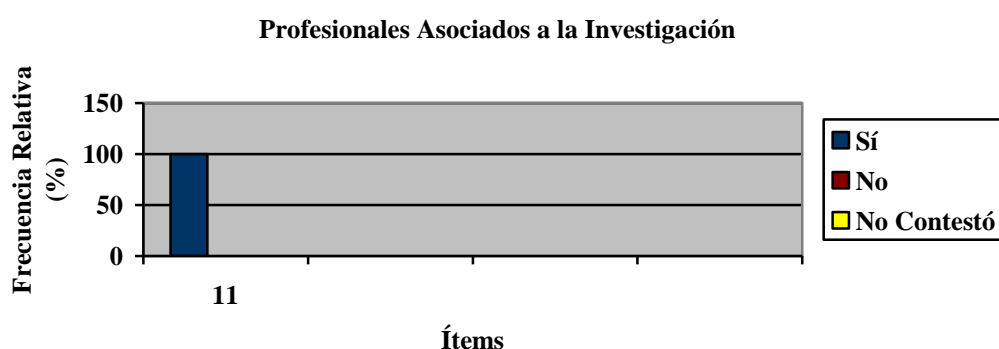 Profesionales Asociados a la Investigación
Frecuencia Relativa
(%)
150
100
50
0
11
Ítems
Sí
No
No Contestó